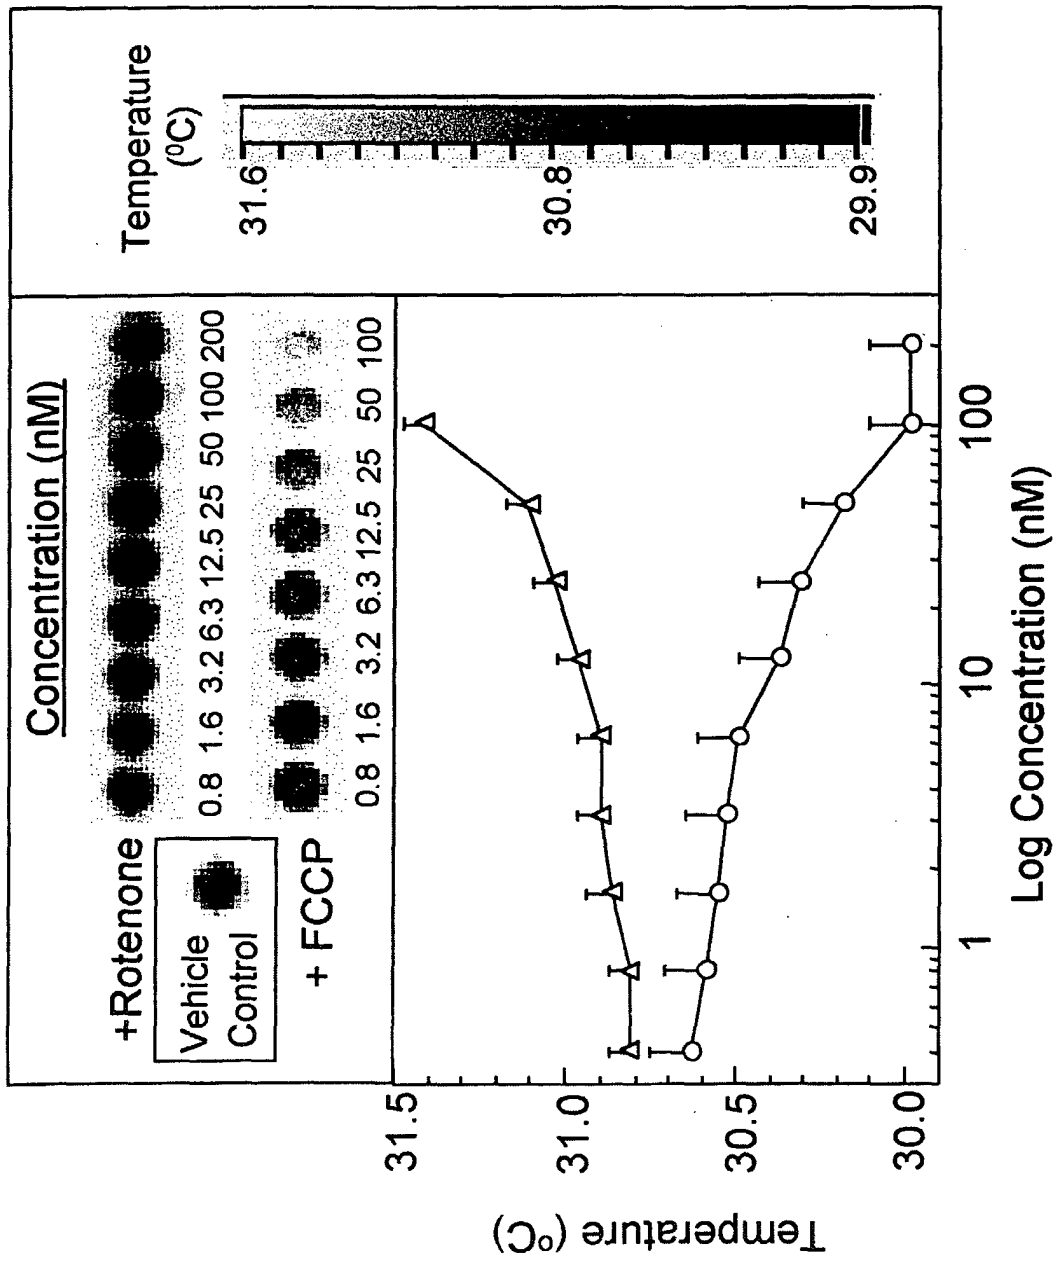 Concentration (nM)
+Rotenone
0.8 1.6 3.2 6.3 12.5 25 50 100 200
Vehicle
Control
+ FCCP
0.8 1.6 3.2 6.3 12.5 25 50 100
Temperature
(⁰C)
31.6
30.8
29.9
Temperature (⁰C)
31.5
31.0
30.5
30.0
1 10 100
Log Concentration (nM)